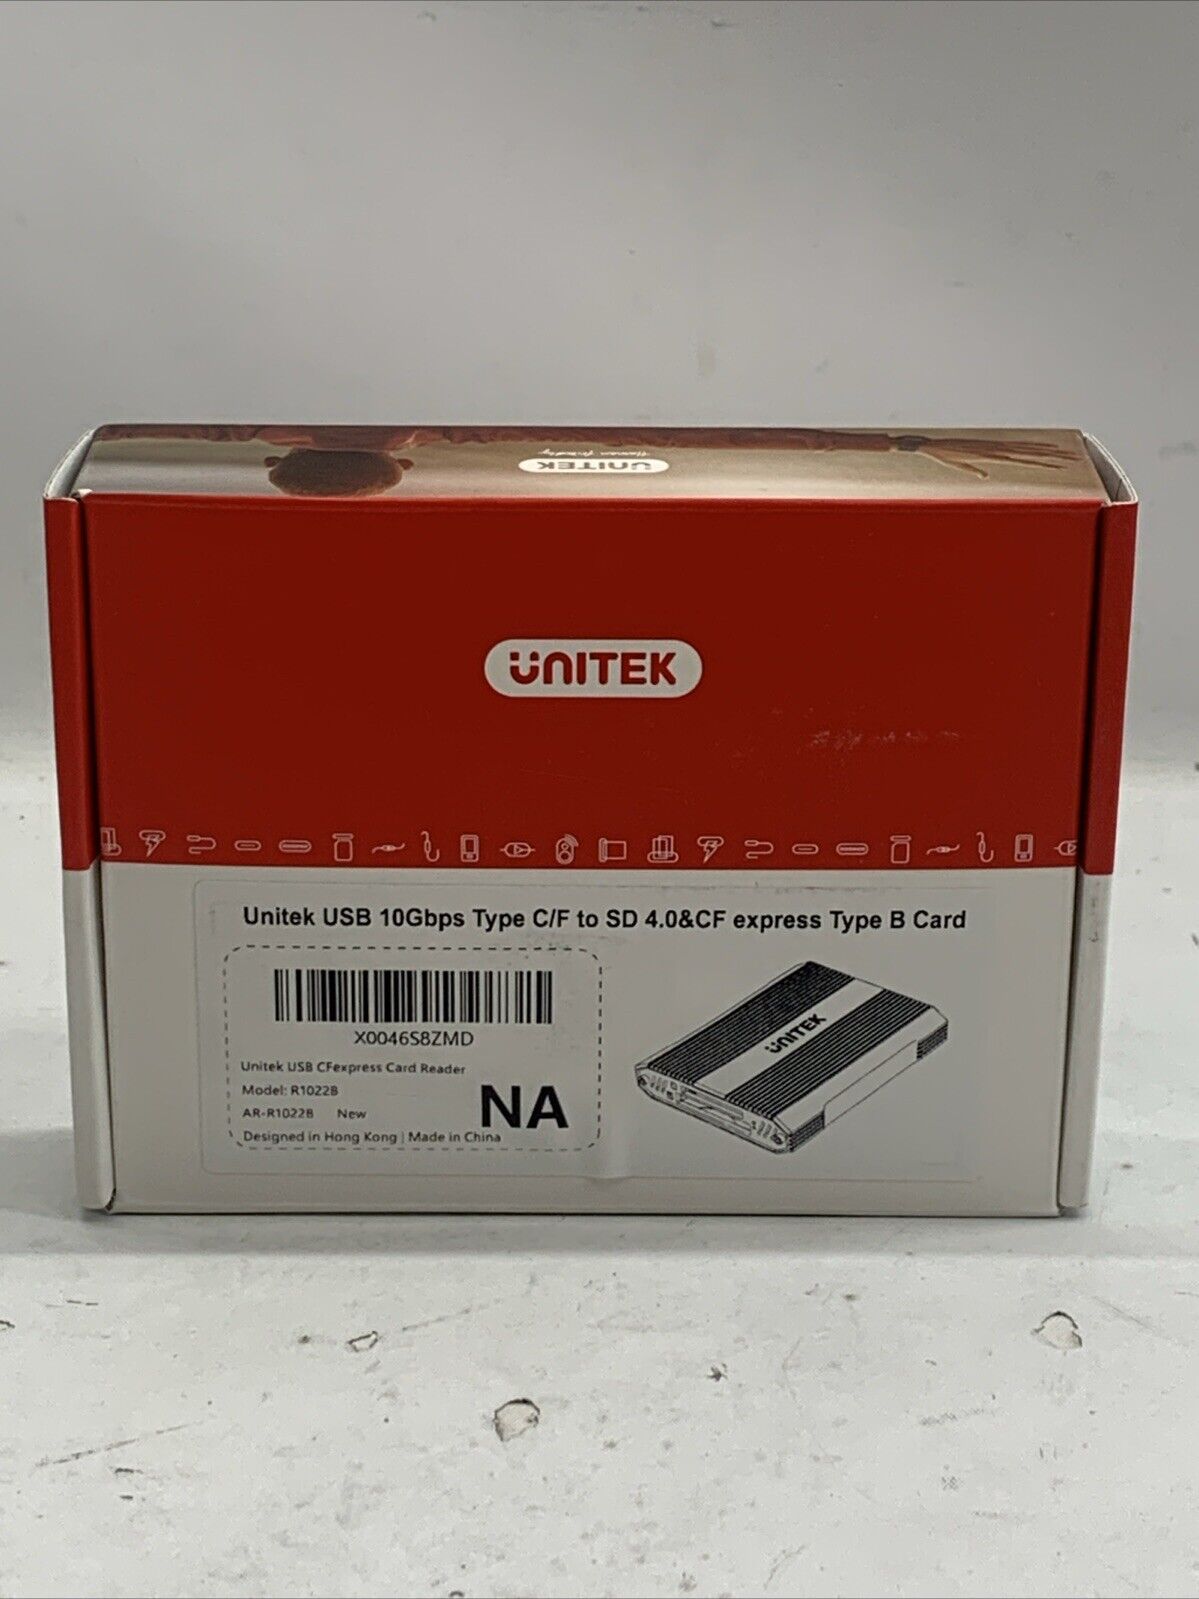 UNITEK
UNITEK
Unitek USB 10Gbps Type C/F to SD 4.0&CF express Type B Card
X0046S8ZMD
Unitek USB CFexpress Card Reader
Model: R1022B
AR-R1022B New
NA
Designed in Hong Kong | Made in China
UNITEK